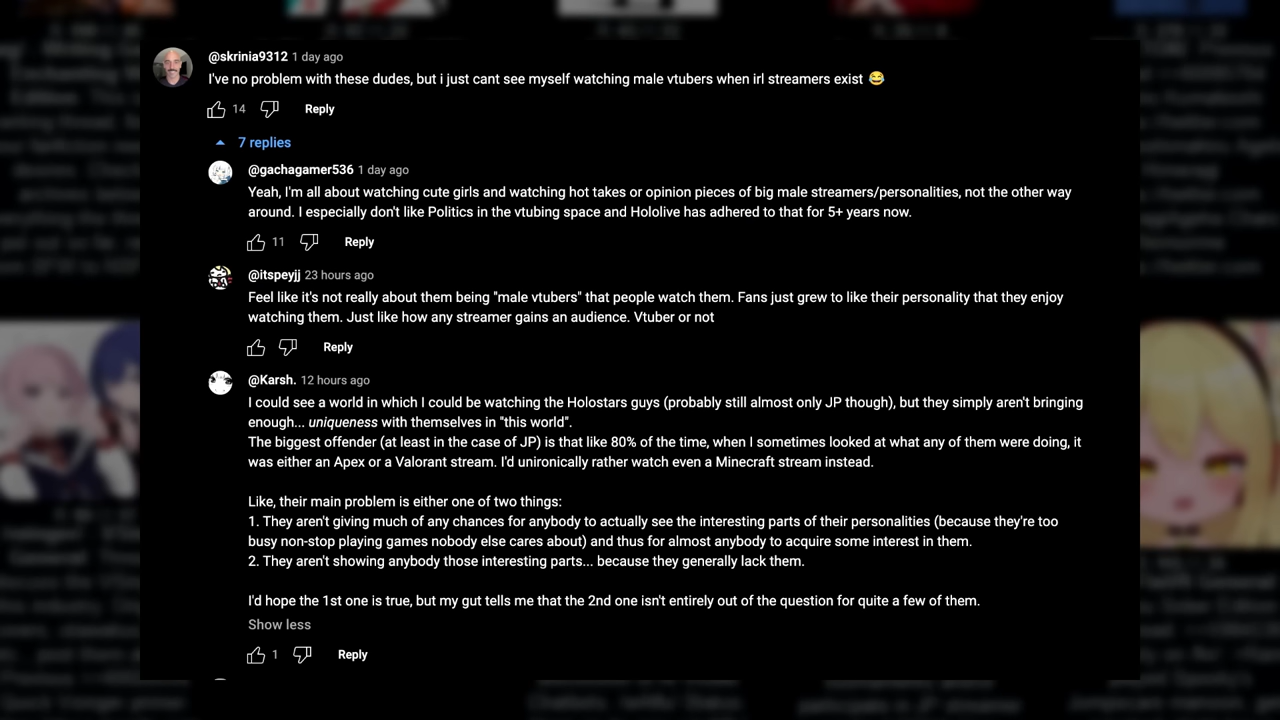 @skrinia9312 1 day ago
I've no problem with these dudes, but i just cant see myself watching male vtubers when irl streamers exist 😂
14 Reply
7 replies
@gachagamer536 1 day ago
Yeah, I'm all about watching cute girls and watching hot takes or opinion pieces of big male streamers/personalities, not the other way
around. I especially don't like Politics in the vtubing space and Hololive has adhered to that for 5+ years now.
11 Reply
@itspeyjj 23 hours ago
Feel like it's not really about them being "male vtubers" that people watch them. Fans just grew to like their personality that they enjoy
watching them. Just like how any streamer gains an audience. Vtuber or not
Reply
@Karsh. 12 hours ago
I could see a world in which I could be watching the Holostars guys (probably still almost only JP though), but they simply aren't bringing
enough... uniqueness with themselves in "this world".
The biggest offender (at least in the case of JP) is that like 80% of the time, when I sometimes looked at what any of them were doing, it
was either an Apex or a Valorant stream. I'd unironically rather watch even a Minecraft stream instead.
Like, their main problem is either one of two things:
1. They aren't giving much of any chances for anybody to actually see the interesting parts of their personalities (because they're too
busy non-stop playing games nobody else cares about) and thus for almost anybody to acquire some interest in them.
2. They aren't showing anybody those interesting parts... because they generally lack them.
I'd hope the 1st one is true, but my gut tells me that the 2nd one isn't entirely out of the question for quite a few of them.
Show less
1 Reply